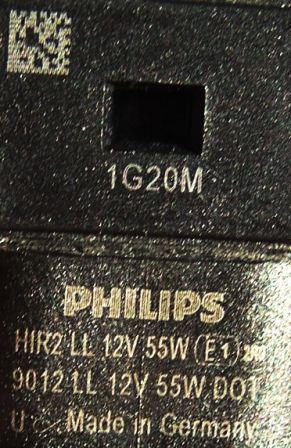 1G20M
PHILIPS
HIR2 LL 12V 55W (E1)
9012 LL 12V 55W DOT
U Made in Germany